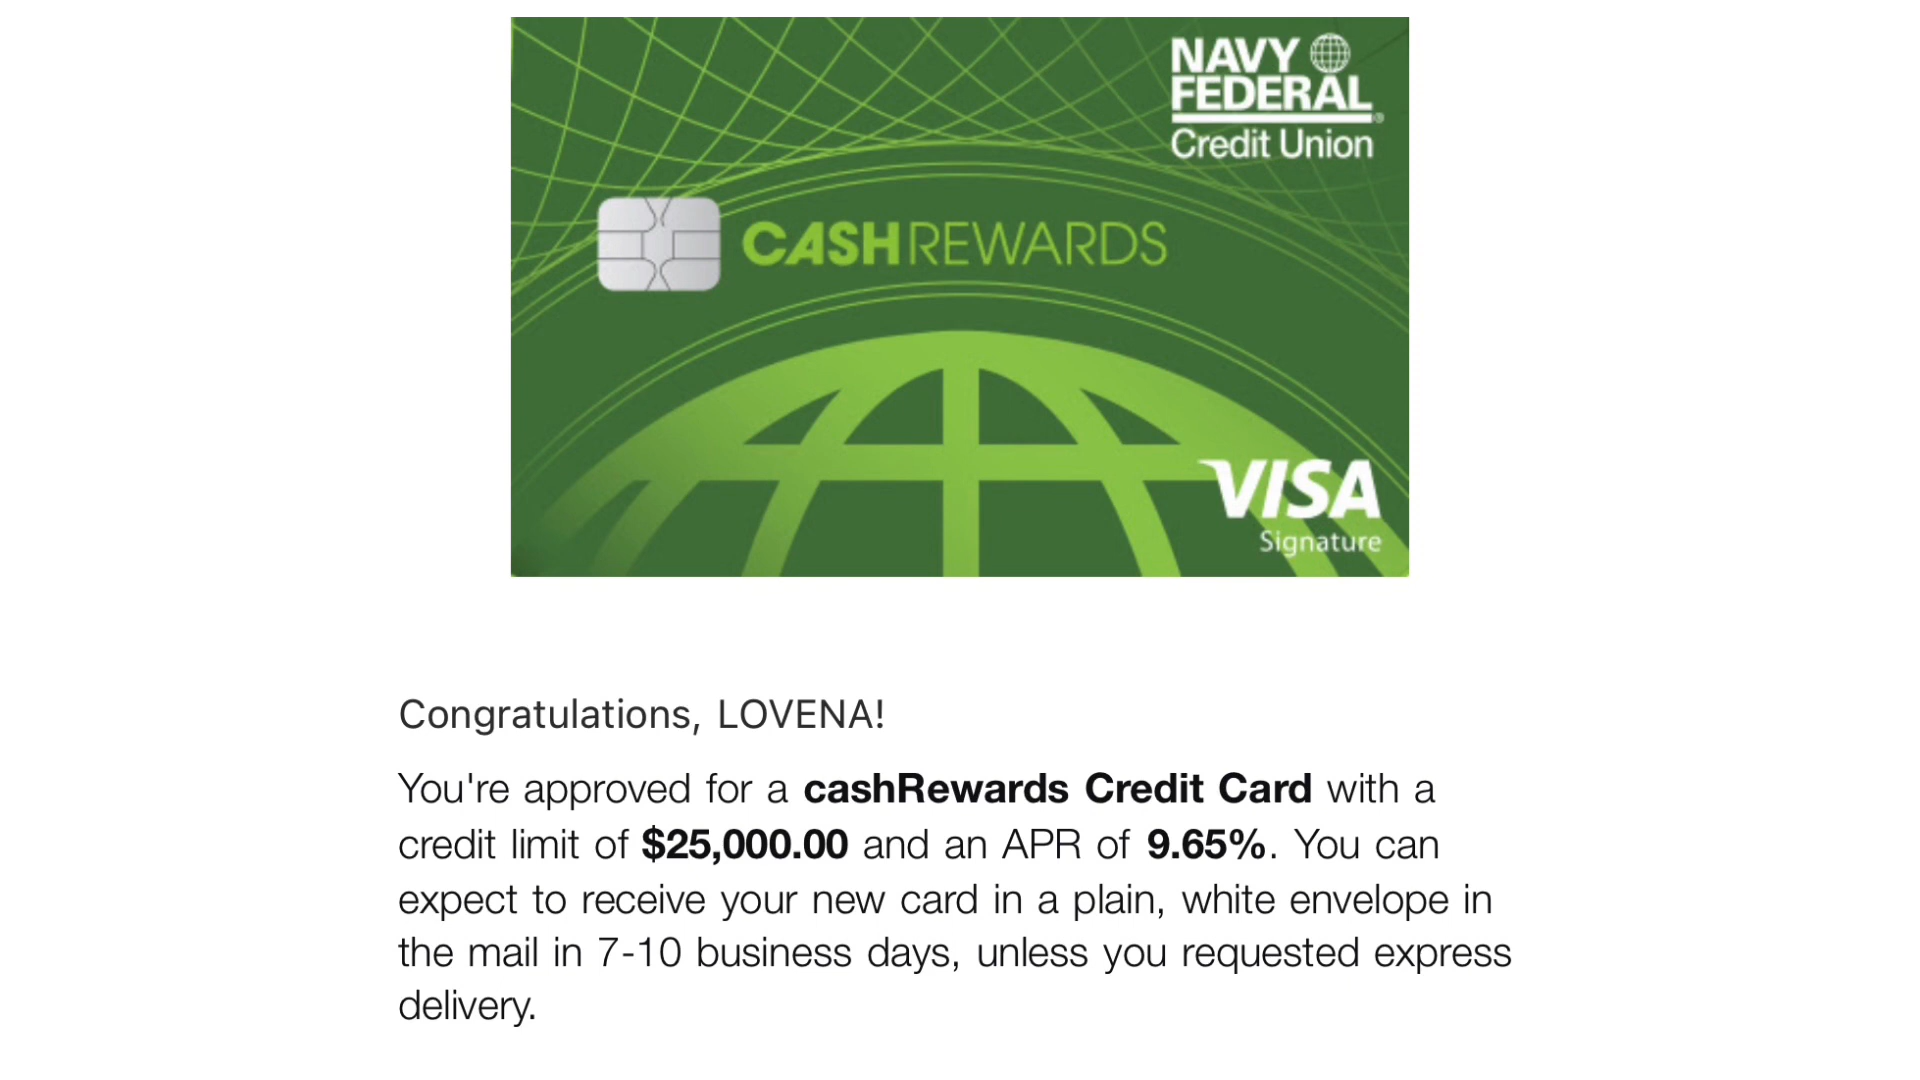 NAVY
FEDERAL®
Credit Union
CASHREWARDS
VISA
Signature
Congratulations, LOVENA!
You're approved for a cashRewards Credit Card with a
credit limit of $25,000.00 and an APR of 9.65%. You can
expect to receive your new card in a plain, white envelope in
the mail in 7-10 business days, unless you requested express
delivery.